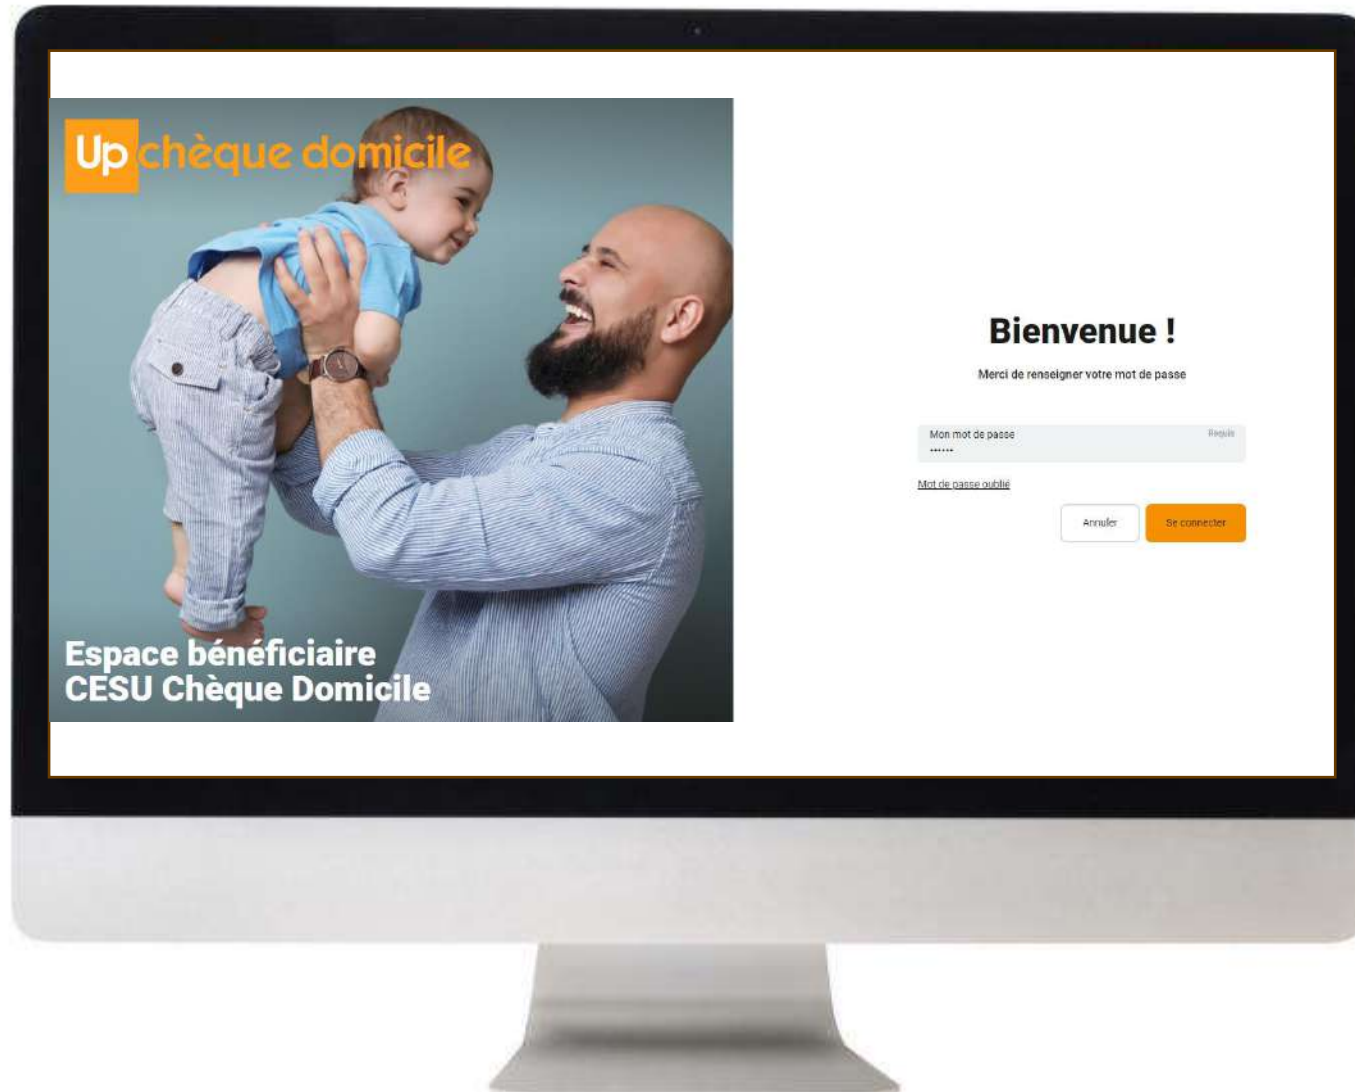 Up chèque domicile
Espace bénéficiaire
CESU Chèque Domicile
Bienvenue !
Merci de renseigner votre mot de passe
Mon mot de passe Requis
••••••
Mot de passe oublié
Annuler Se connecter